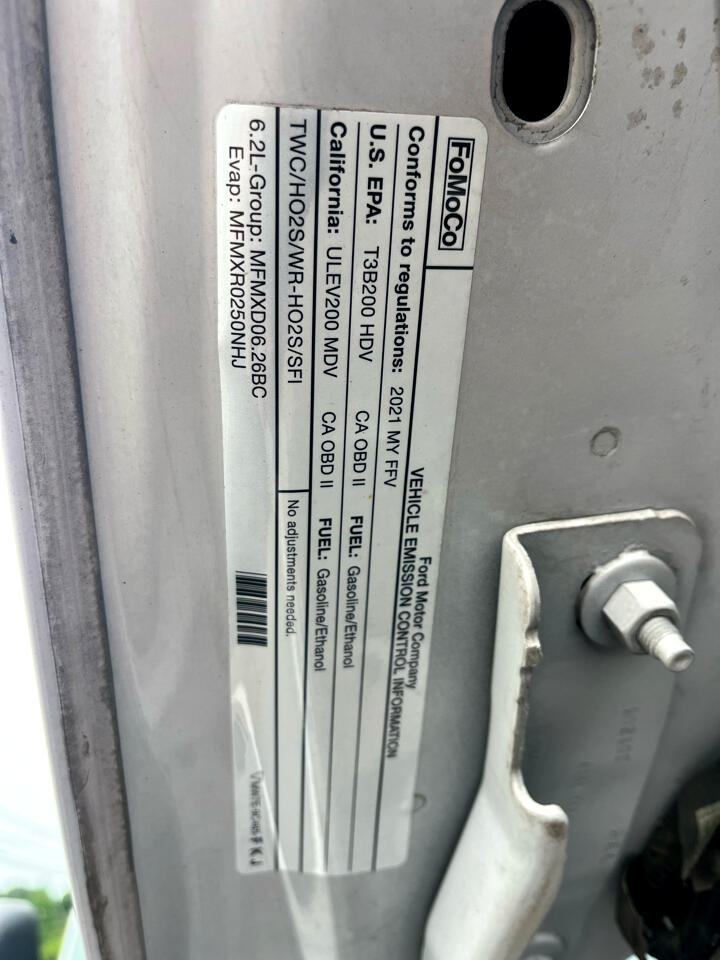 FoMoCo
Ford Motor Company
VEHICLE EMISSION CONTROL INFORMATION
Conforms to regulations: 2021 MY FFV
U.S. EPA: T3B200 HDV CA OBD II FUEL: Gasoline/Ethanol
California: ULEV200 MDV CA OBD II FUEL: Gasoline/Ethanol
TWC/HO2S/WR-HO2S/SFI No adjustments needed.
6.2L-Group: MFMXD06.26BC
Evap: MFMXR0250NHJ